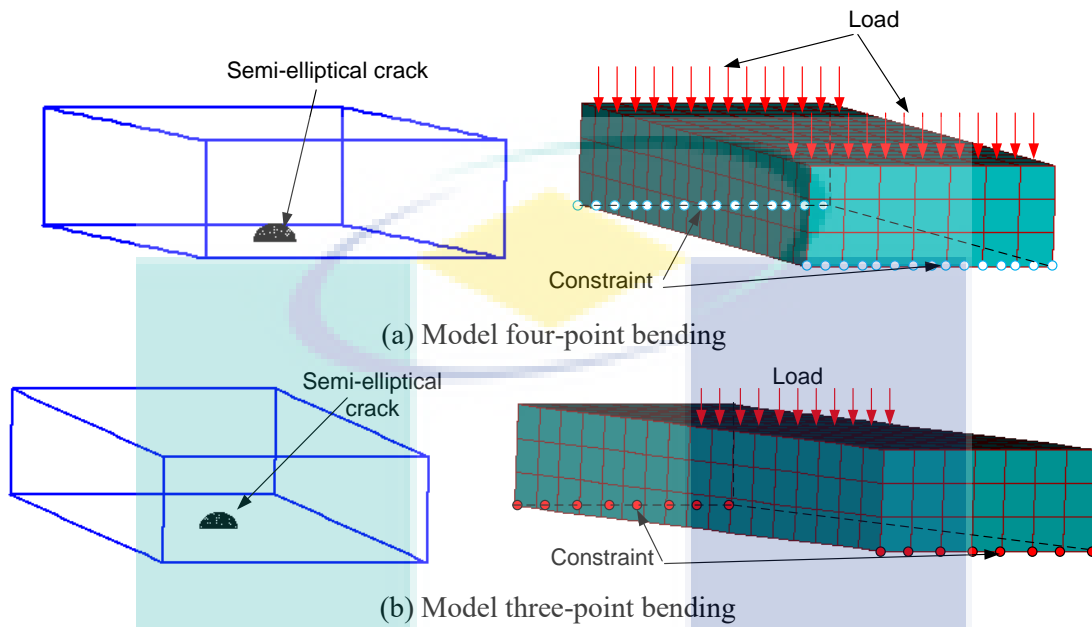 Load
Semi-elliptical crack
Constraint
(a) Model four-point bending
Semi-elliptical
crack
Load
Constraint
(b) Model three-point bending